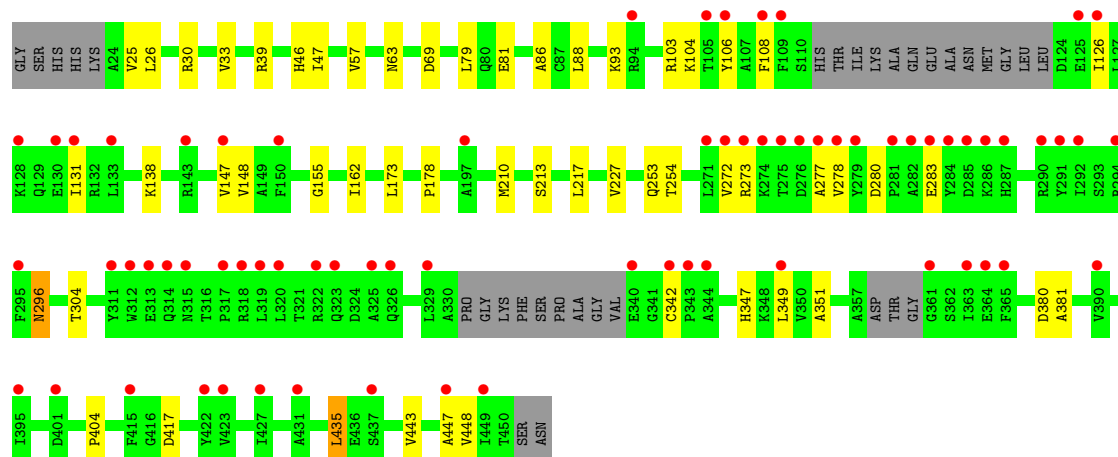 GLY SER HIS HIS LYS A24 V25 L26 R30 V33 R39 H46 I47 V57 N63 D69 L79 Q80 E81 A86 C87 L88 K93 R94 R103 K104 T105 Y106 A107 F108 F109 S110 HIS THR ILE LYS ALA GLN GLU ALA ASN MET GLY LEU LEU D124 E125 I126 I127
K128 Q129 E130 I131 R132 L133 K138 R143 V147 V148 A149 F150 G155 I162 L173 P178 A197 M210 S213 L217 V227 Q253 T254 L271 V272 R273 K274 T275 D276 A277 V278 Y279 D280 P281 A282 E283 Y284 D285 K286 H287 R290 Y291 I292 S293
F295 N296 T304 Y311 W312 E313 Q314 N315 T316 P317 R318 L319 L320 T321 R322 Q323 D324 A325 Q326 L329 PRO GLY LYS PHE SER PRO ALA GLY VAL E340 G341 C342 P343 A344 H347 K348 L349 V350 A351 A357 ASP THR GLY G361 S362 I363 E364 F365 D380 A381 V390
I395 D401 P404 F415 G416 D417 Y422 V423 I427 A431 L435 E436 S437 V443 A447 V448 I449 T450 SER ASN